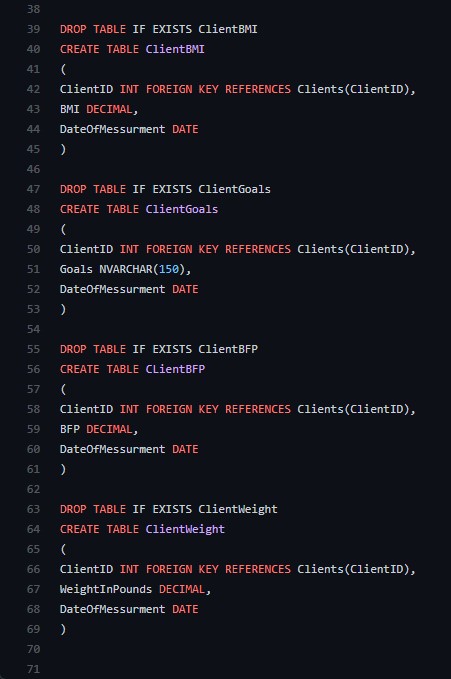 38
39 DROP TABLE IF EXISTS ClientBMI
40 CREATE TABLE ClientBMI
41 (
42 ClientID INT FOREIGN KEY REFERENCES Clients(ClientID),
43 BMI DECIMAL,
44 DateOfMessurment DATE
45 )
46
47 DROP TABLE IF EXISTS ClientGoals
48 CREATE TABLE ClientGoals
49 (
50 ClientID INT FOREIGN KEY REFERENCES Clients(ClientID),
51 Goals NVARCHAR(150),
52 DateOfMessurment DATE
53 )
54
55 DROP TABLE IF EXISTS ClientBFP
56 CREATE TABLE CLientBFP
57 (
58 ClientID INT FOREIGN KEY REFERENCES Clients(ClientID),
59 BFP DECIMAL,
60 DateOfMessurment DATE
61 )
62
63 DROP TABLE IF EXISTS ClientWeight
64 CREATE TABLE ClientWeight
65 (
66 ClientID INT FOREIGN KEY REFERENCES Clients(ClientID),
67 WeightInPounds DECIMAL,
68 DateOfMessurment DATE
69 )
70
71